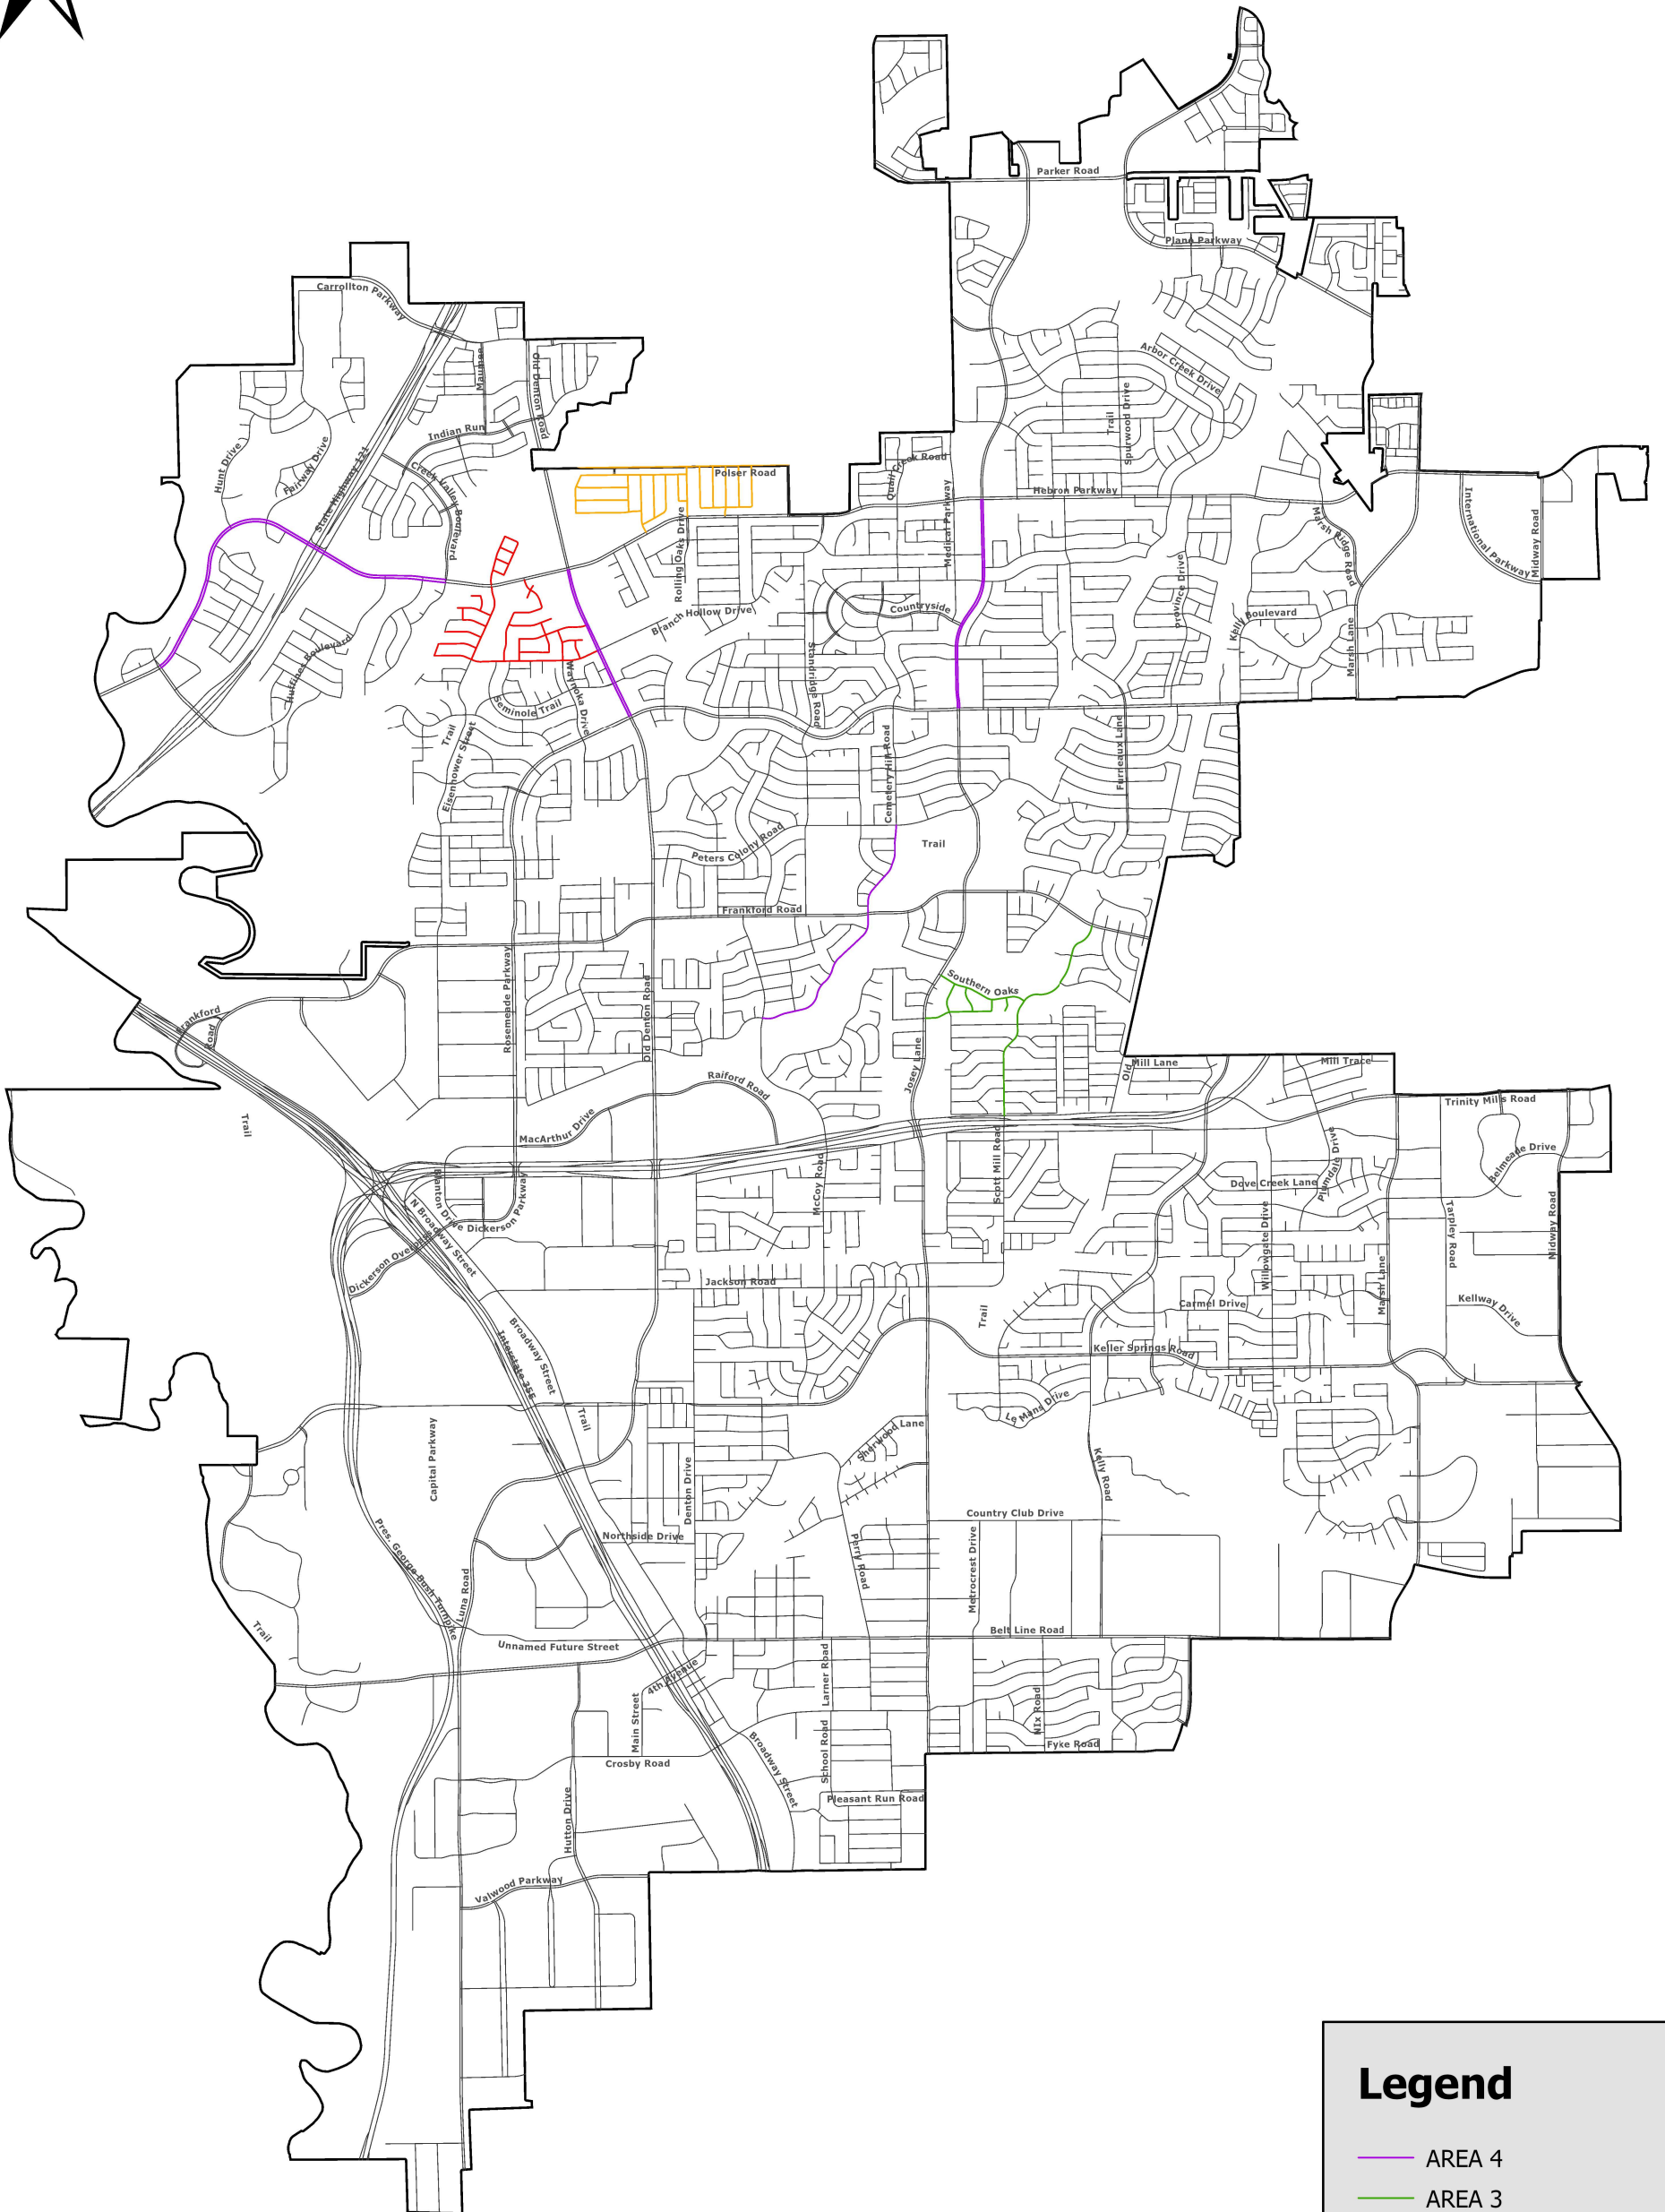 Parker Road
Plano Parkway
Carrollton Parkway
Maumee
Old Denton Road
Arbor Creek Drive
Trail
Spurwood Drive
Indian Run
Hunt Drive
Fairway Drive
State Highway 121
Creek Valley Boulevard
Polser Road
Quail Creek Road
Medical Parkway
Hebron Parkway
International Parkway
Midway Road
Marsh Ridge Road
Rolling Oaks Drive
Branch Hollow Drive
Countryside
Province Drive
Kelly Boulevard
Marsh Lane
Huffines Boulevard
Standridge Road
Seminole Trail
Waynoka Drive
Trail
Eisenhower Street
Cemetery Hill Road
Furneaux Lane
Peters Colony Road
Trail
Frankford Road
Rosemeade Parkway
Old Denton Road
Southern Oaks
Frankford
Road
Josey Lane
Old
Mill Lane
Mill Trace
Raiford Road
Trinity Mills Road
Trail
MacArthur Drive
McCoy Road
Scott Mill Road
Plumdale Drive
Belmeade Drive
Dove Creek Lane
Blanton Drive
N Broadway Street
Dickerson Parkway
Dickerson Overpass
Willowgate Drive
Tarpley Road
Midway Road
Jackson Road
Trail
Carmel Drive
Marsh Lane
Kellway Drive
Broadway Street
Interstate 35E
Keller Springs Road
Le Mans Drive
Trail
Capital Parkway
Sherwood Lane
Denton Drive
Kelly Road
Country Club Drive
Northside Drive
Perry Road
Metrocrest Drive
Pres. George Bush Turnpike
Luna Road
Trail
Belt Line Road
Unnamed Future Street
4th Avenue
Larner Road
Main Street
Nix Road
Fyke Road
Crosby Road
Broadway Street
School Road
Pleasant Run Road
Hutton Drive
Valwood Parkway
Legend
AREA 4
AREA 3